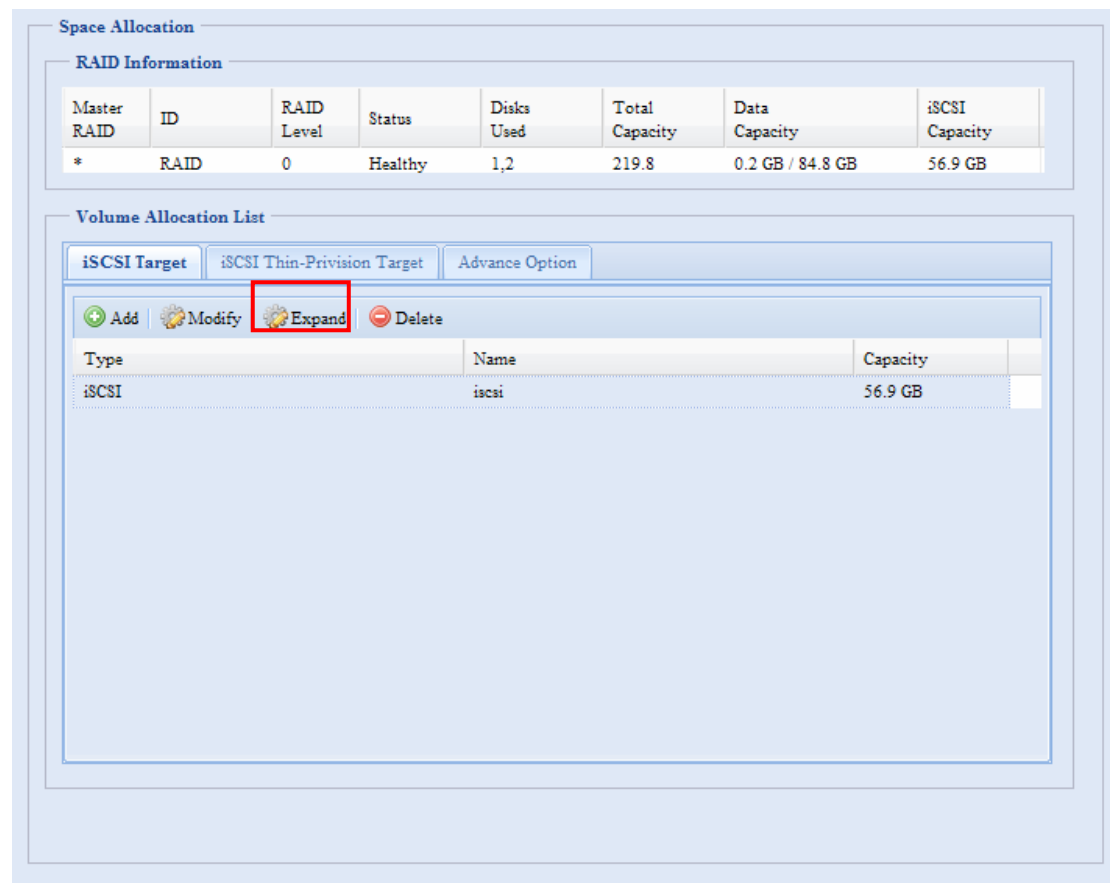 Space Allocation
RAID Information
Master RAID ID RAID Level Status Disks Used Total Capacity Data Capacity iSCSI Capacity
* RAID 0 Healthy 1,2 219.8 0.2 GB / 84.8 GB 56.9 GB
Volume Allocation List
iSCSI Target iSCSI Thin-Privision Target Advance Option
Add Modify Expand Delete
Type Name Capacity
iSCSI iscsi 56.9 GB